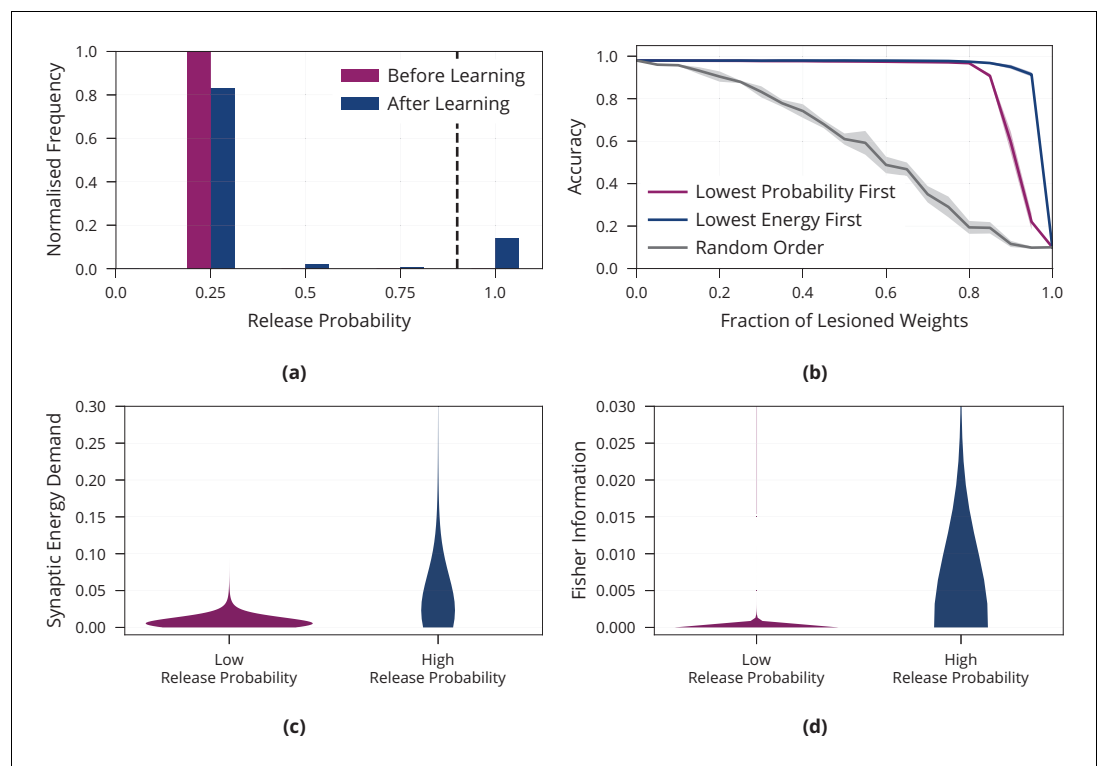 1.0
0.8
0.6
0.4
0.2
0.0
Normalised Frequency
Before Learning
After Learning
0.0 0.25 0.5 0.75 1.0
Release Probability
(a)
1.0
0.8
0.6
0.4
0.2
0.0
Accuracy
Lowest Probability First
Lowest Energy First
Random Order
0.0 0.2 0.4 0.6 0.8 1.0
Fraction of Lesioned Weights
(b)
0.30
0.25
0.20
0.15
0.10
0.05
0.00
Synaptic Energy Demand
Low
Release Probability
High
Release Probability
(c)
0.030
0.025
0.020
0.015
0.010
0.005
0.000
Fisher Information
Low
Release Probability
High
Release Probability
(d)